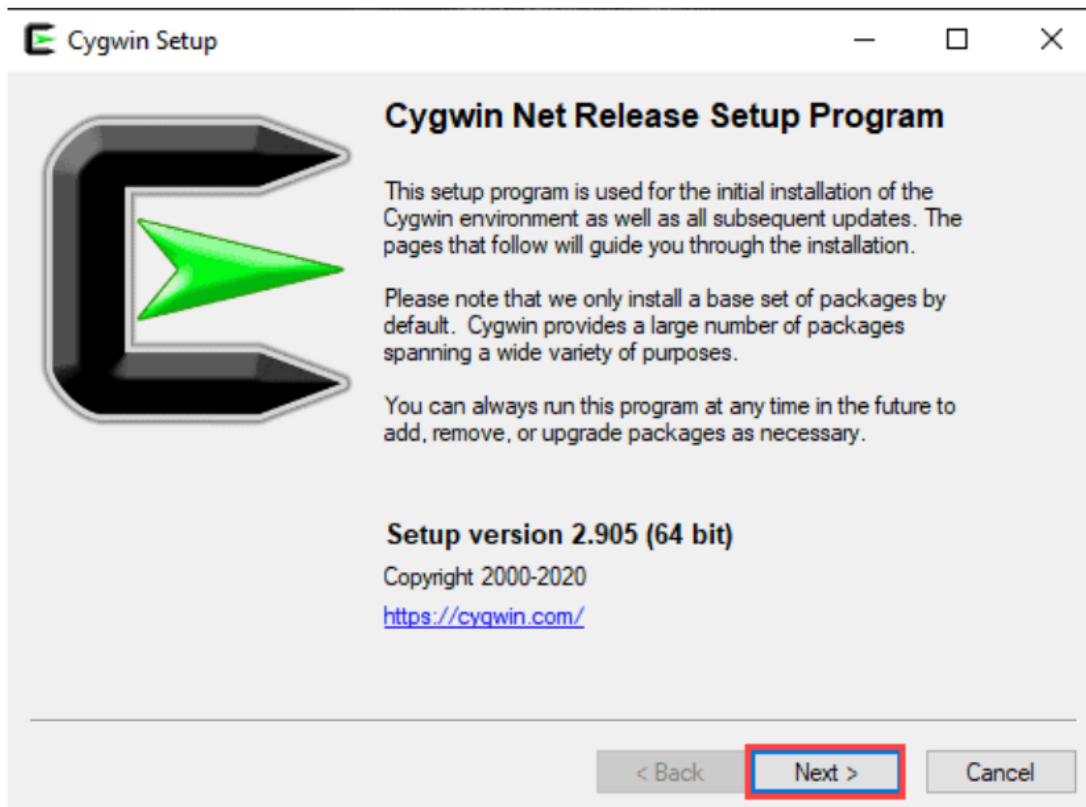 Cygwin Setup
Cygwin Net Release Setup Program
This setup program is used for the initial installation of the
Cygwin environment as well as all subsequent updates. The
pages that follow will guide you through the installation.
Please note that we only install a base set of packages by
default. Cygwin provides a large number of packages
spanning a wide variety of purposes.
You can always run this program at any time in the future to
add, remove, or upgrade packages as necessary.
Setup version 2.905 (64 bit)
Copyright 2000-2020
https://cygwin.com/
< Back Next > Cancel